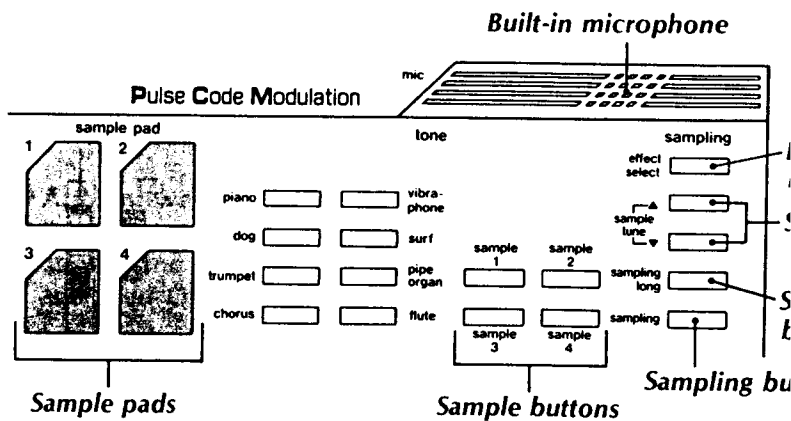 Built-in microphone
mic
Pulse Code Modulation
sample pad
tone
sampling
1
2
effect
select
piano
vibra-
phone
▲
sample
tune
▼
dog
surf
3
4
sample
1
sample
2
trumpet
pipe
organ
sampling
long
chorus
flute
sample
3
sample
4
sampling
Sample pads
Sample buttons
Sampling